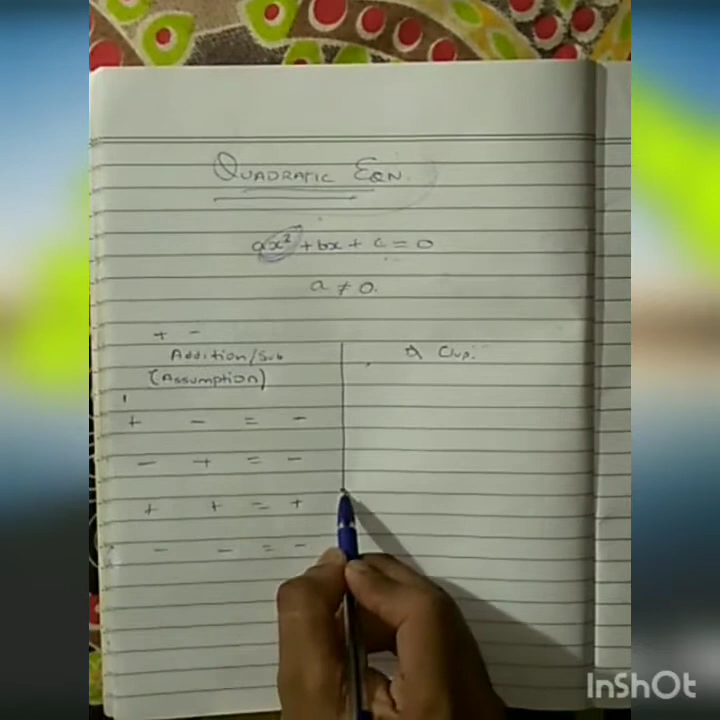 QUADRATIC EQN.
ax² + bx + c = 0
a ≠ 0.
+ -
Addition/Sub
(Assumption)
+ - = -
- + = -
+ + = +
- - = -
InShOt